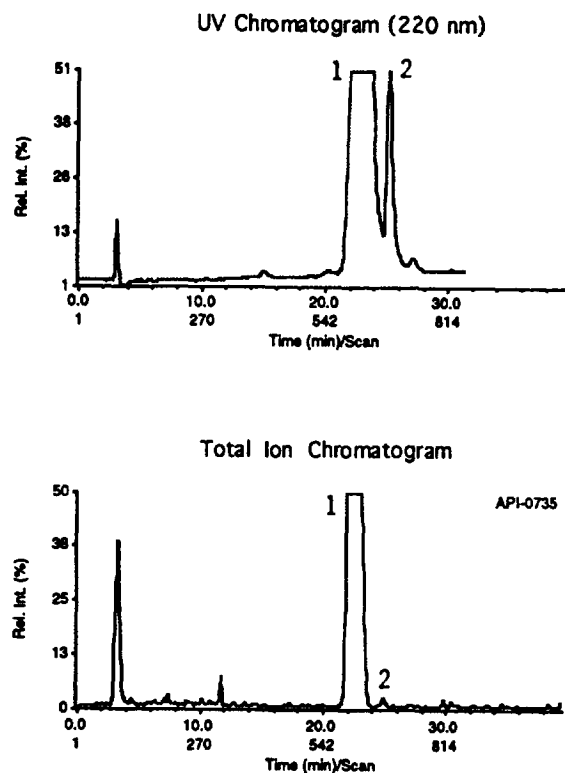 UV Chromatogram (220 nm)
51
1 2
38
Rel. Int. (%)
26
13
1
0.0 10.0 20.0 30.0
1 270 542 814
Time (min)/Scan
Total Ion Chromatogram
50
1
API-0735
38
Rel. Int. (%)
25
13
2
0
0.0 10.0 20.0 30.0
1 270 542 814
Time (min)/Scan